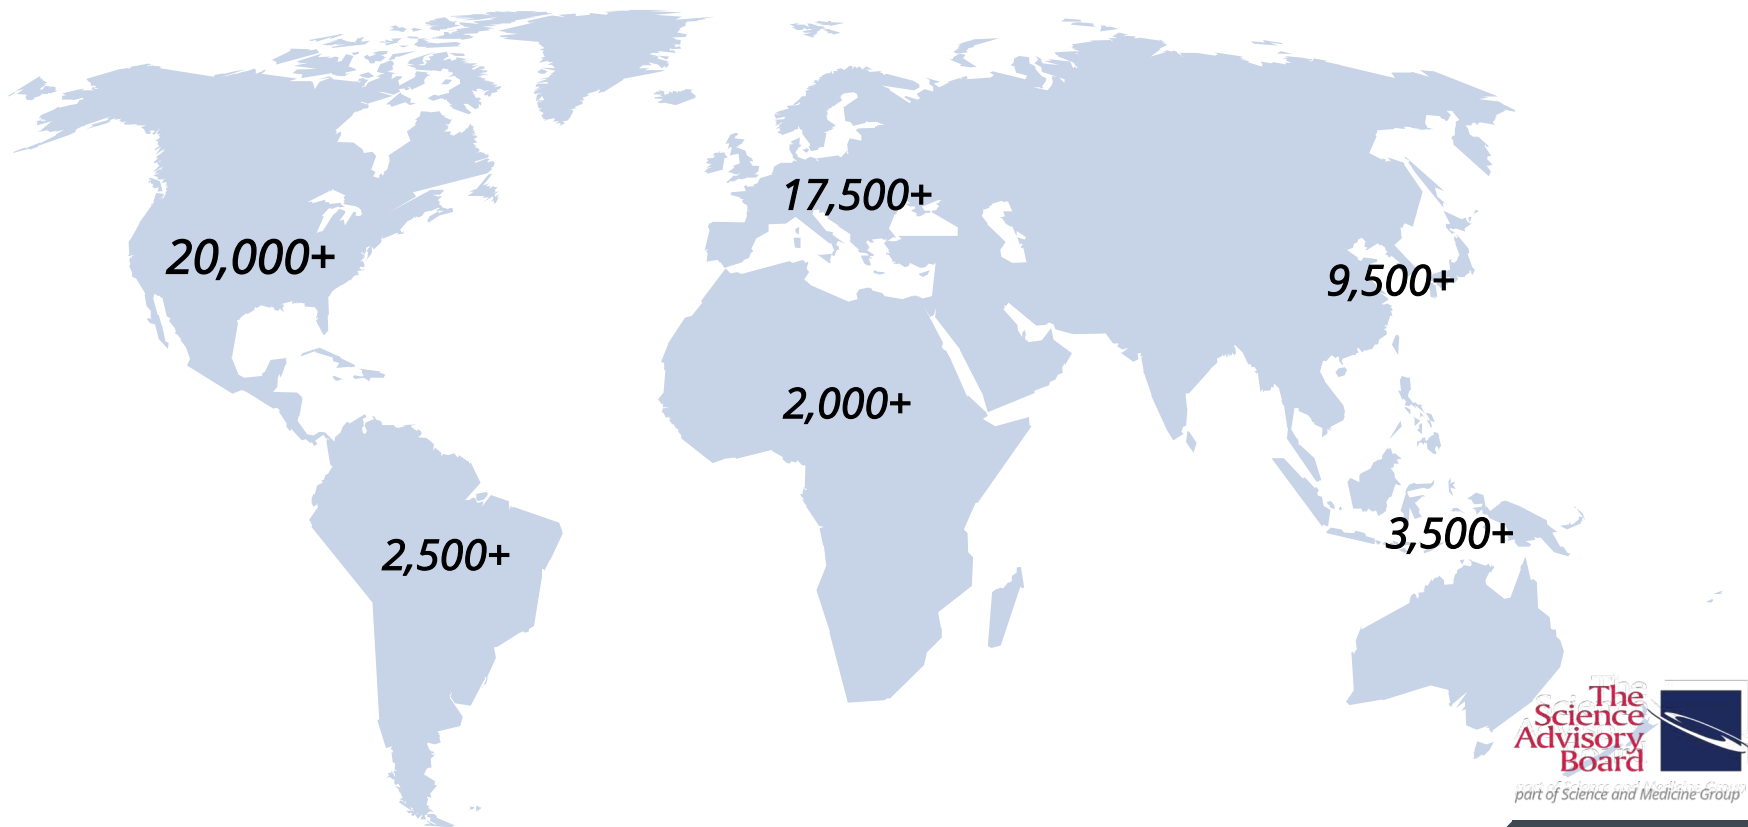 17,500+
20,000+
9,500+
2,000+
3,500+
2,500+
The
Science
Advisory
Board
part of Science and Medicine Group